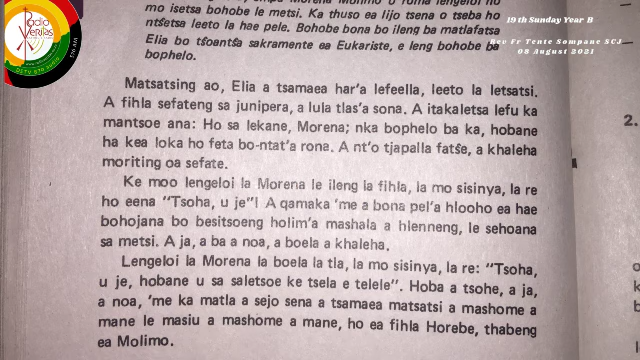 Radio
Veritas
DSTV 870 AUDIO
576 AM
19th Sunday Year B
Rev Fr Tente Sompane SCJ
08 August 2021
mo isetsa bohobe le metsi. Ka thuso ea lijo tsena o tseba ho
ntšetsa leeto la hae pele. Bohobe bona bo ileng ba matlafatsa
Elia bo tšoantša sakramente ea Eukariste, e leng bohobe ba
bophelo.
Matsatsing ao, Elia a tsamaea har'a lefeella, leeto la letsatsi.
A fihla sefateng sa junipera, a lula tlas'a sona. A itakaletsa lefu ka
mantsoe ana: Ho sa lekane, Morena; nka bophelo ba ka, hobane
ha kea loka ho feta bo-ntat'a rona. A nt'o tjapalla fatše, a khaleha
moriting oa sefate.
Ke moo lengeloi la Morena le ileng la fihla, la mo sisinya, la re
ho eena "Tsoha, u je"! A qamaka 'me a bona pel'a hlooho ea hae
bohojana bo besitsoeng holim'a mashala a hlenneng, le sehoana
sa metsi. A ja, a ba a noa, a boela a khaleha.
Lengeloi la Morena la boela la tla, la mo sisinya, la re: "Tsoha,
u je, hobane u sa saletsoe ke tsela e telele". Hoba a tsohe, a ja,
a noa, 'me ka matla a sejo sena a tsamaea matsatsi a mashome a
mane le masiu a mashome a mane, ho ea fihla Horebe, thabeng
ea Molimo.
2.